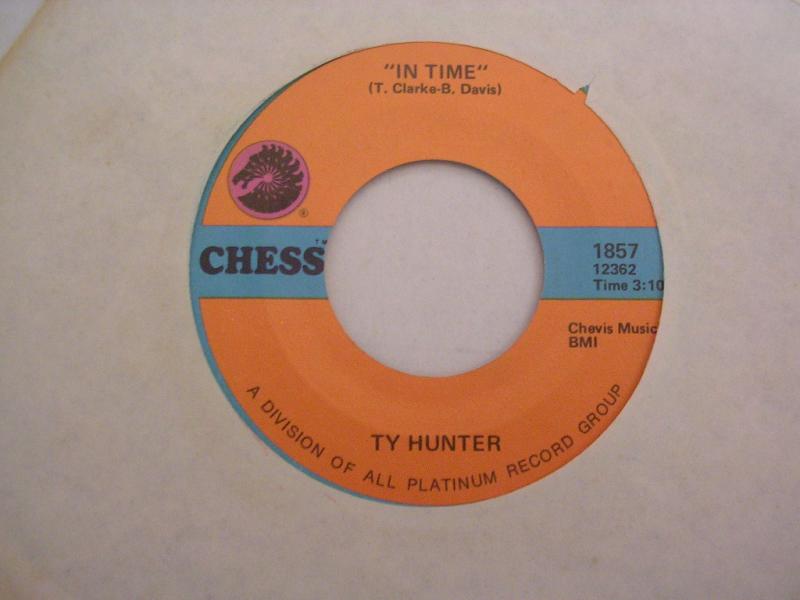 "IN TIME"
(T. Clarke-B. Davis)
®
TM
CHESS
1857
12362
Time 3:10
Chevis Music
BMI
TY HUNTER
A DIVISION OF ALL PLATINUM RECORD GROUP